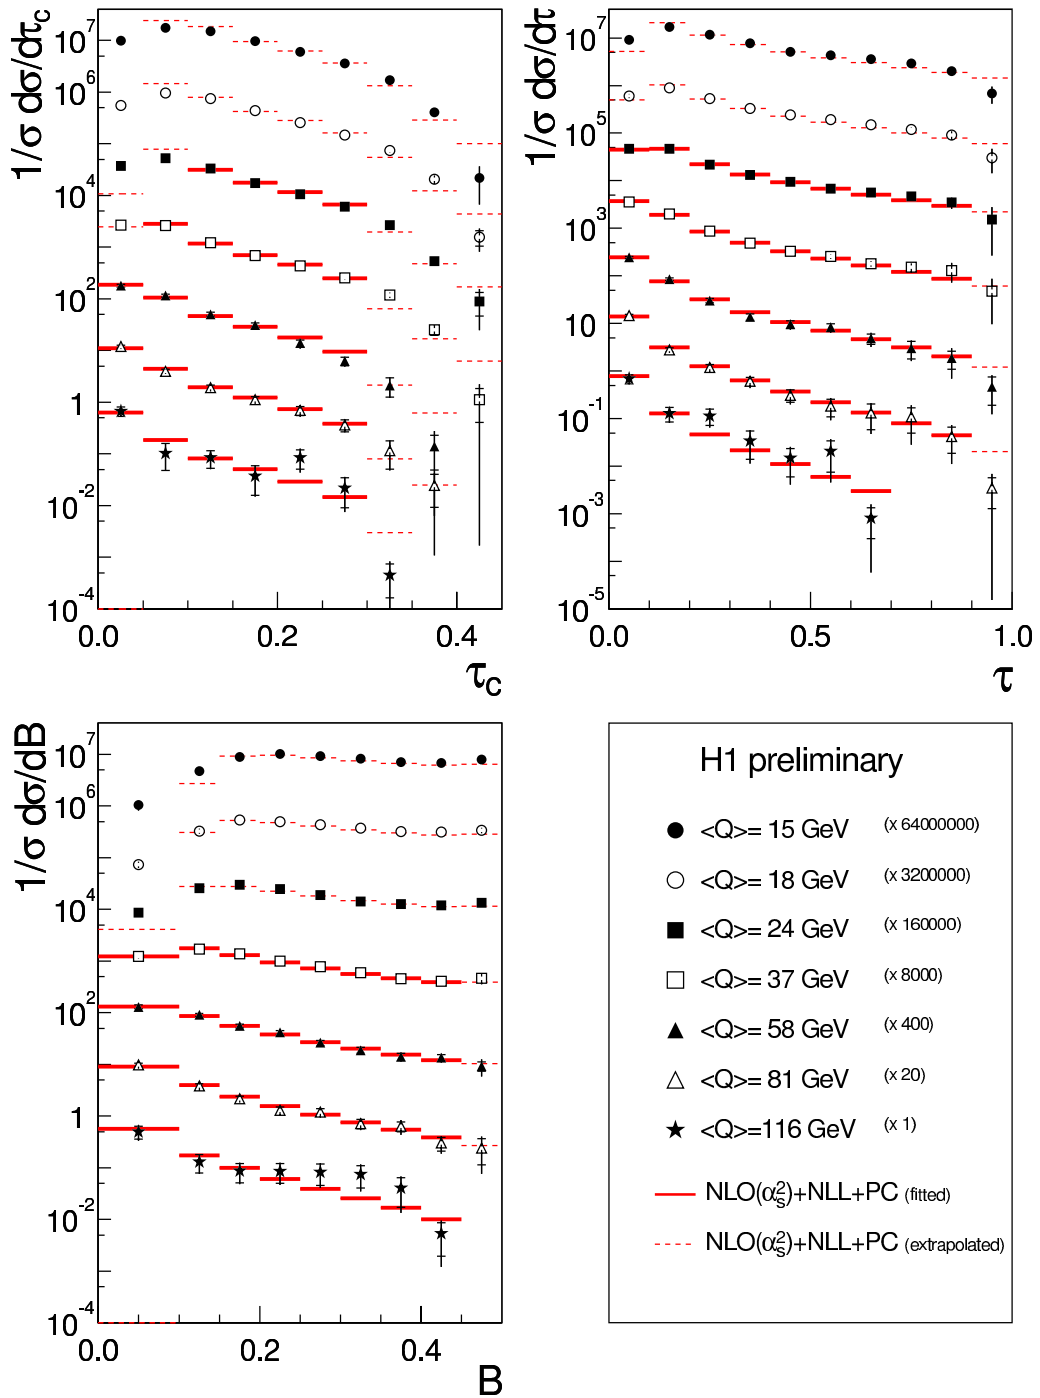 1/σ dσ/dτc
10^7
10^6
10^4
10^2
1
10^-2
10^-4
0.0
0.2
0.4
τc
1/σ dσ/dτ
10^7
10^5
10^3
10
10^-1
10^-3
10^-5
0.0
0.5
1.0
τ
1/σ dσ/dB
10^7
10^6
10^4
10^2
1
10^-2
10^-4
0.0
0.2
0.4
B
H1 preliminary
<Q>= 15 GeV (x 64000000)
<Q>= 18 GeV (x 3200000)
<Q>= 24 GeV (x 160000)
<Q>= 37 GeV (x 8000)
<Q>= 58 GeV (x 400)
<Q>= 81 GeV (x 20)
<Q>=116 GeV (x 1)
NLO(αs²)+NLL+PC (fitted)
NLO(αs²)+NLL+PC (extrapolated)